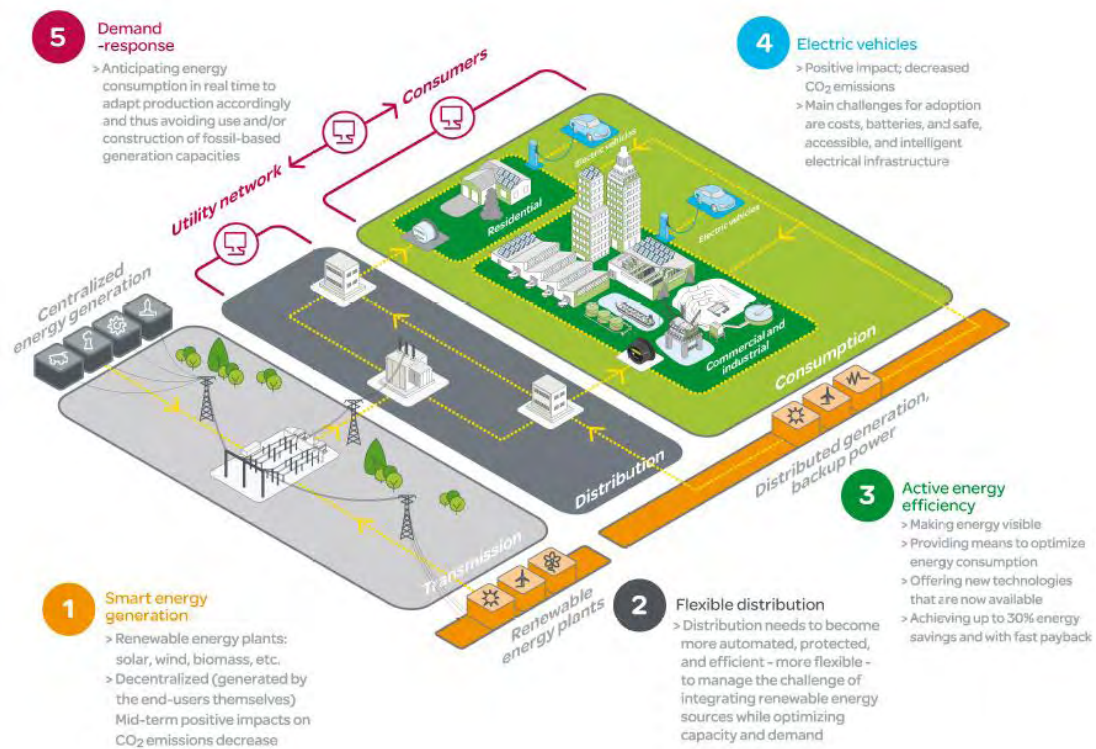 5
Demand
-response
> Anticipating energy
consumption in real time to
adapt production accordingly
and thus avoiding use and/or
construction of fossil-based
generation capacities
4
Electric vehicles
> Positive impact; decreased
CO₂ emissions
> Main challenges for adoption
are costs, batteries, and safe,
accessible, and intelligent
electrical infrastructure
Consumers
Utility network
Electric vehicles
Residential
Electric vehicles
Centralized
energy generation
Commercial and
industrial
Consumption
Distribution
Distributed generation,
backup power
Transmission
Renewable
energy plants
3
Active energy
efficiency
> Making energy visible
> Providing means to optimize
energy consumption
> Offering new technologies
that are now available
> Achieving up to 30% energy
savings and with fast payback
1
Smart energy
generation
> Renewable energy plants:
solar, wind, biomass, etc.
> Decentralized (generated by
the end-users themselves)
Mid-term positive impacts on
CO₂ emissions decrease
2
Flexible distribution
> Distribution needs to become
more automated, protected,
and efficient - more flexible -
to manage the challenge of
integrating renewable energy
sources while optimizing
capacity and demand